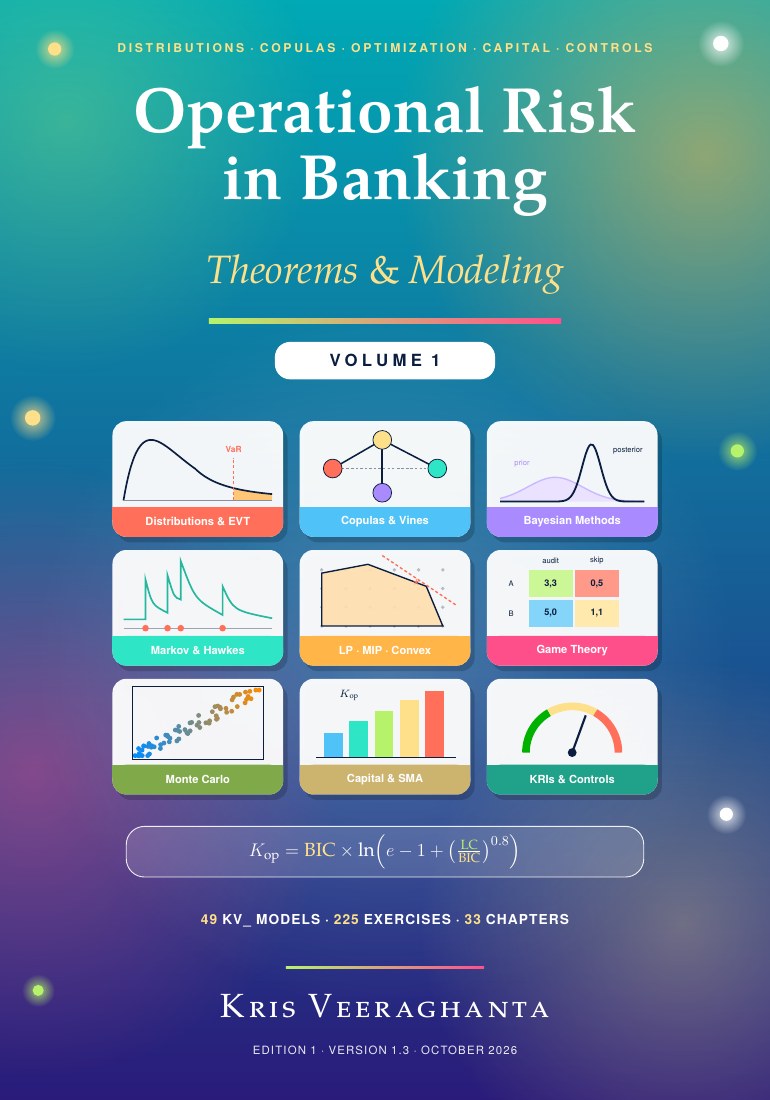 DISTRIBUTIONS · COPULAS · OPTIMIZATION · CAPITAL · CONTROLS
Operational Risk
in Banking
Theorems & Modeling
VOLUME 1
VaR
Distributions & EVT
Copulas & Vines
prior
posterior
Bayesian Methods
Markov & Hawkes
LP · MIP · Convex
audit skip
A 3,3 0,5
B 5,0 1,1
Game Theory
Monte Carlo
K_op
Capital & SMA
KRIs & Controls
K_op = BIC × ln(e − 1 + (LC/BIC)^0.8)
49 KV_ MODELS · 225 EXERCISES · 33 CHAPTERS
KRIS VEERAGHANTA
EDITION 1 · VERSION 1.3 · OCTOBER 2026